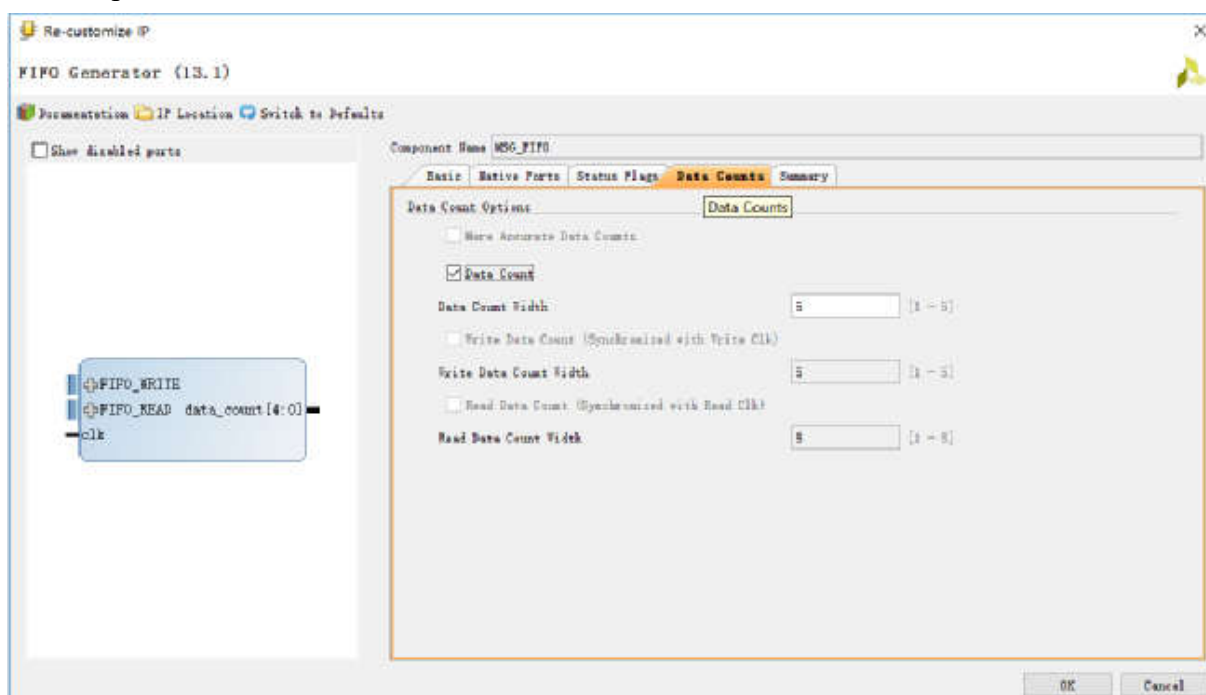 Re-customize IP
FIFO Generator (13.1)
Documentation IP Location Switch to Defaults
Show disabled ports
Component Name MSG_FIFO
Basic Native Ports Status Flags Data Counts Summary
Data Count Options Data Counts
More Accurate Data Counts
Data Count
Data Count Width 5 [1 - 5]
Write Data Count (Synchronized with Write Clk)
Write Data Count Width 5 [1 - 5]
Read Data Count (Synchronized with Read Clk)
Read Data Count Width 5 [1 - 5]
FIFO_WRITE
FIFO_READ data_count[4:0]
clk
OK Cancel